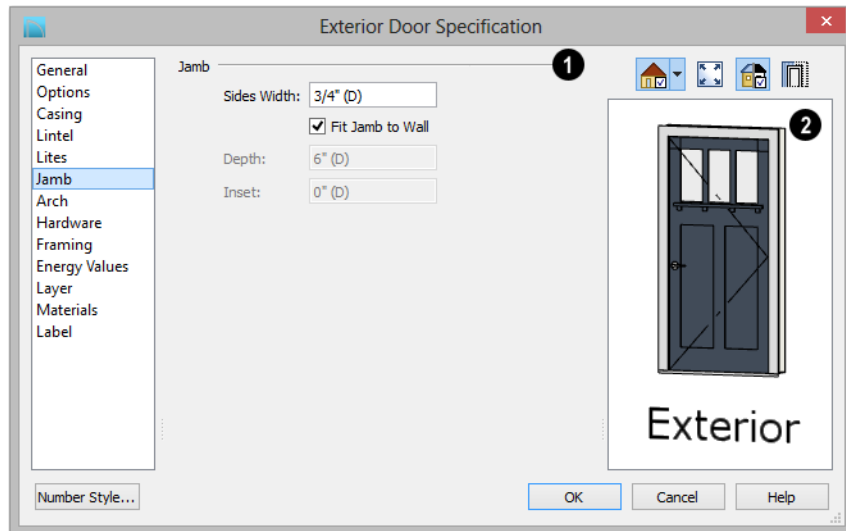 Exterior Door Specification
×
General
Options
Casing
Lintel
Lites
Jamb
Arch
Hardware
Framing
Energy Values
Layer
Materials
Label
Jamb
1
Sides Width: 3/4" (D)
Fit Jamb to Wall
Depth: 6" (D)
Inset: 0" (D)
2
Exterior
Number Style...
OK
Cancel
Help